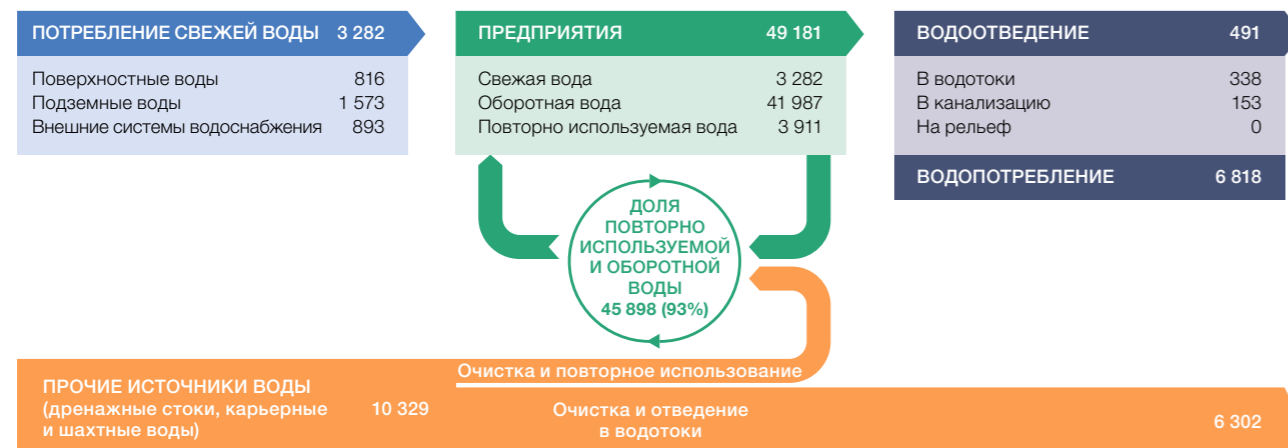 ПОТРЕБЛЕНИЕ СВЕЖЕЙ ВОДЫ 3 282
Поверхностные воды 816
Подземные воды 1 573
Внешние системы водоснабжения 893
ПРЕДПРИЯТИЯ 49 181
Свежая вода 3 282
Оборотная вода 41 987
Повторно используемая вода 3 911
ВОДООТВЕДЕНИЕ 491
В водотоки 338
В канализацию 153
На рельеф 0
ВОДОПОТРЕБЛЕНИЕ 6 818
ДОЛЯ
ПОВТОРНО
ИСПОЛЬЗУЕМОЙ
И ОБОРОТНОЙ
ВОДЫ
45 898 (93%)
ПРОЧИЕ ИСТОЧНИКИ ВОДЫ
(дренажные стоки, карьерные 10 329
и шахтные воды)
Очистка и повторное использование
Очистка и отведение
в водотоки
6 302